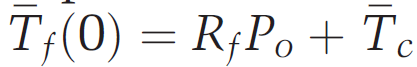 T̄_f(0) = R_f P_o + T̄_c